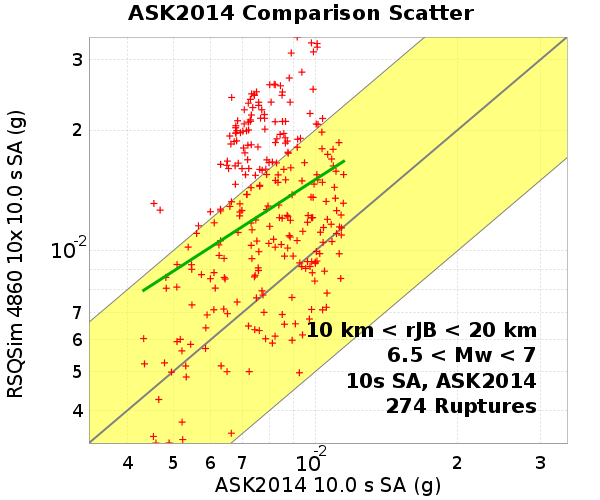 ASK2014 Comparison Scatter
RSQSim 4860 10x 10.0 s SA (g)
3
2
10-2
7
6
5
4
10 km < rJB < 20 km
6.5 < Mw < 7
10s SA, ASK2014
274 Ruptures
4 5 6 7 10-2 2 3
ASK2014 10.0 s SA (g)